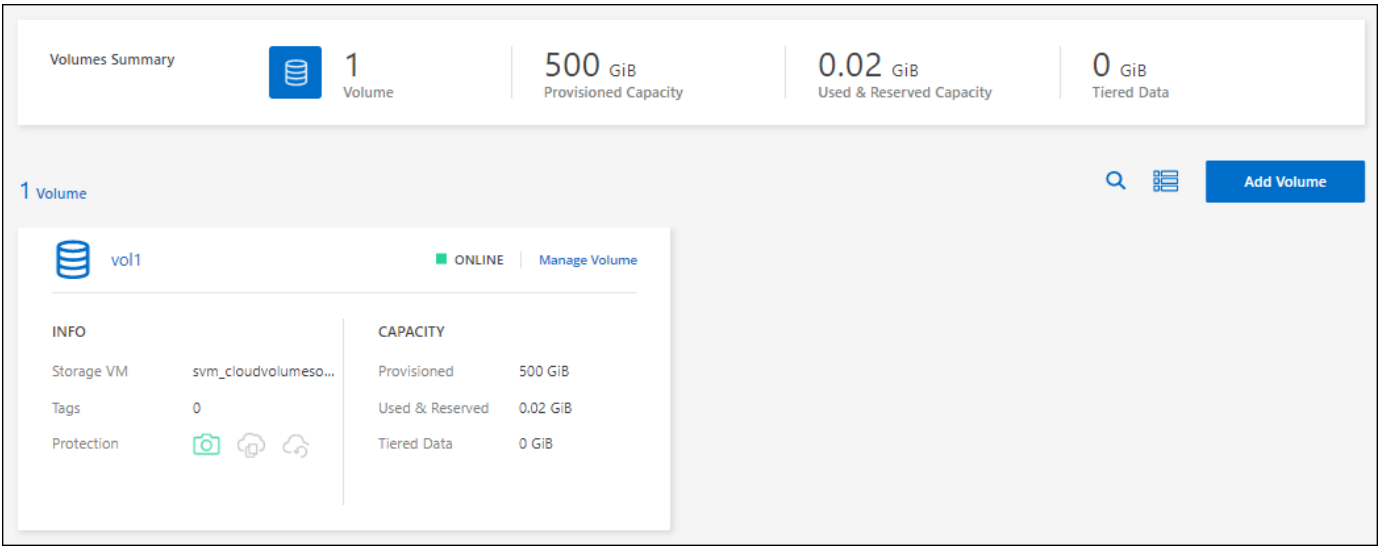 Volumes Summary
1
Volume
500 GiB
Provisioned Capacity
0.02 GiB
Used & Reserved Capacity
0 GiB
Tiered Data
1 Volume
Add Volume
vol1
ONLINE
Manage Volume
INFO
Storage VM svm_cloudvolumeso...
Tags 0
Protection
CAPACITY
Provisioned 500 GiB
Used & Reserved 0.02 GiB
Tiered Data 0 GiB